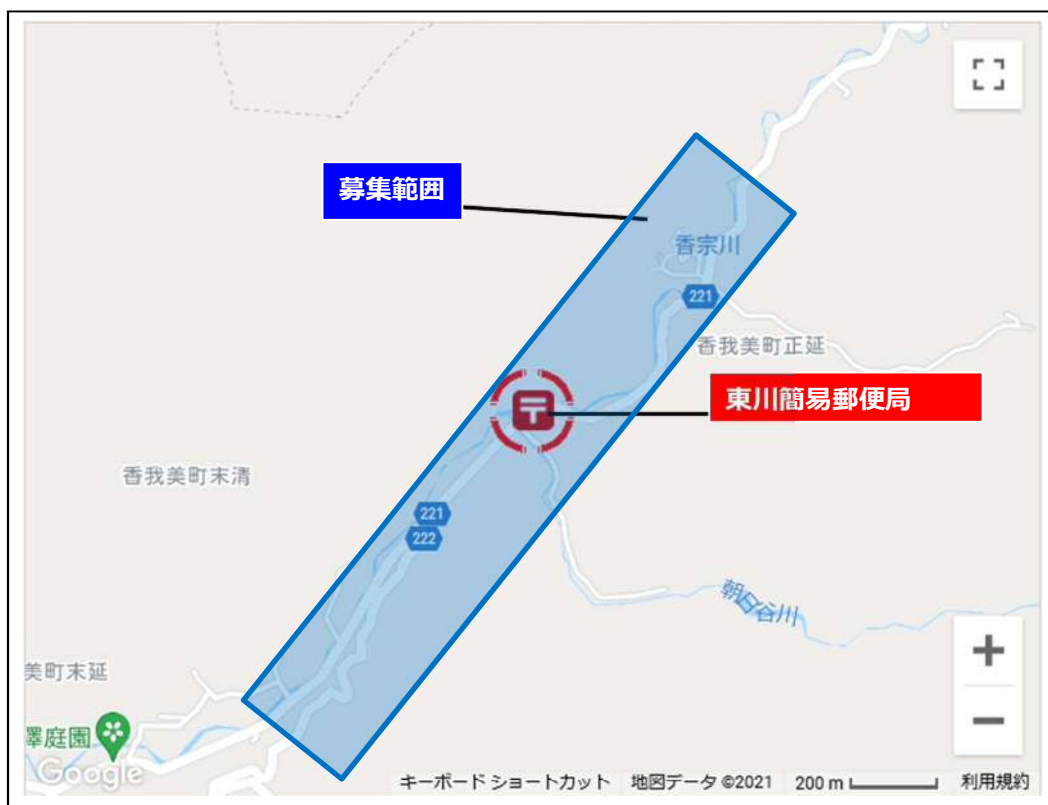 募集範囲
香宗川
221
香我美町正延
東川簡易郵便局
香我美町末清
221
222
朝日谷川
美町末延
澤庭園
Google
キーボード ショートカット 地図データ ©2021 200 m 利用規約